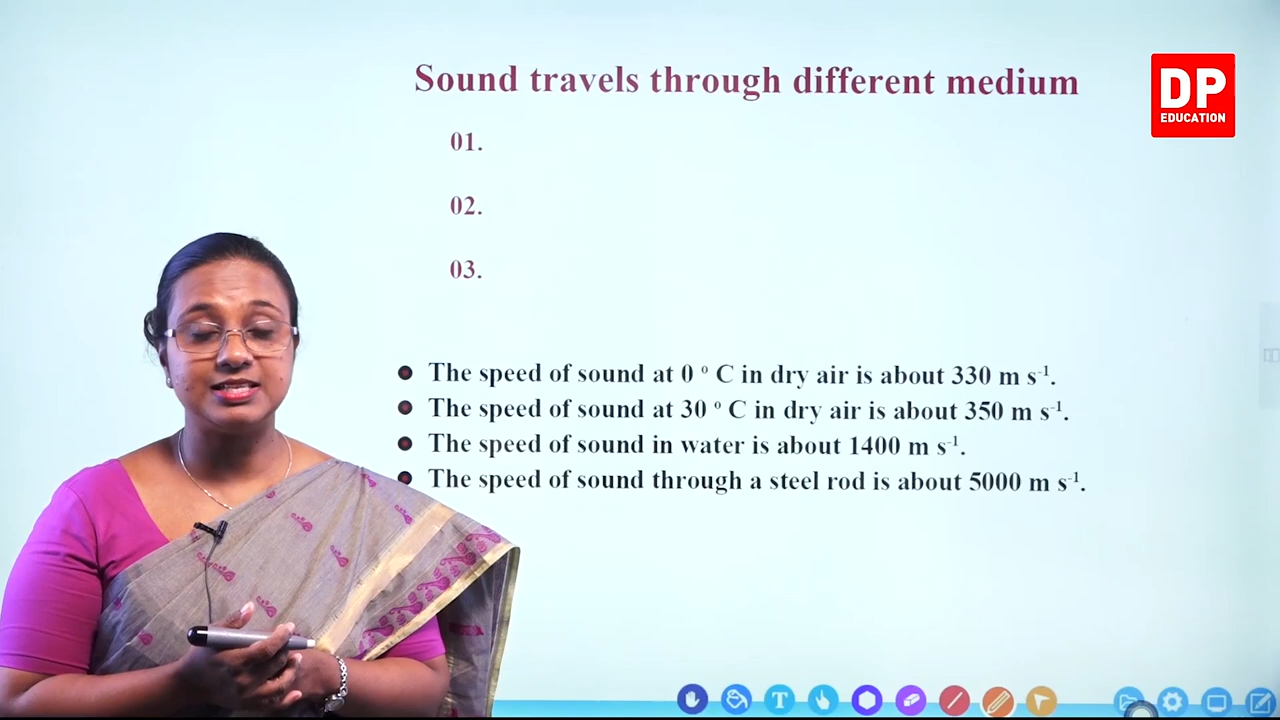 Sound travels through different medium
DP
EDUCATION
01.
02.
03.
The speed of sound at 0 ° C in dry air is about 330 m s⁻¹.
The speed of sound at 30 ° C in dry air is about 350 m s⁻¹.
The speed of sound in water is about 1400 m s⁻¹.
The speed of sound through a steel rod is about 5000 m s⁻¹.
T